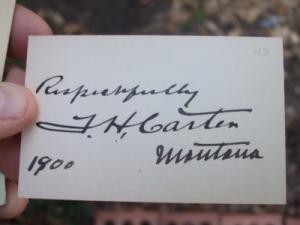 Respectfully
T. H. Carter
1900 Montana